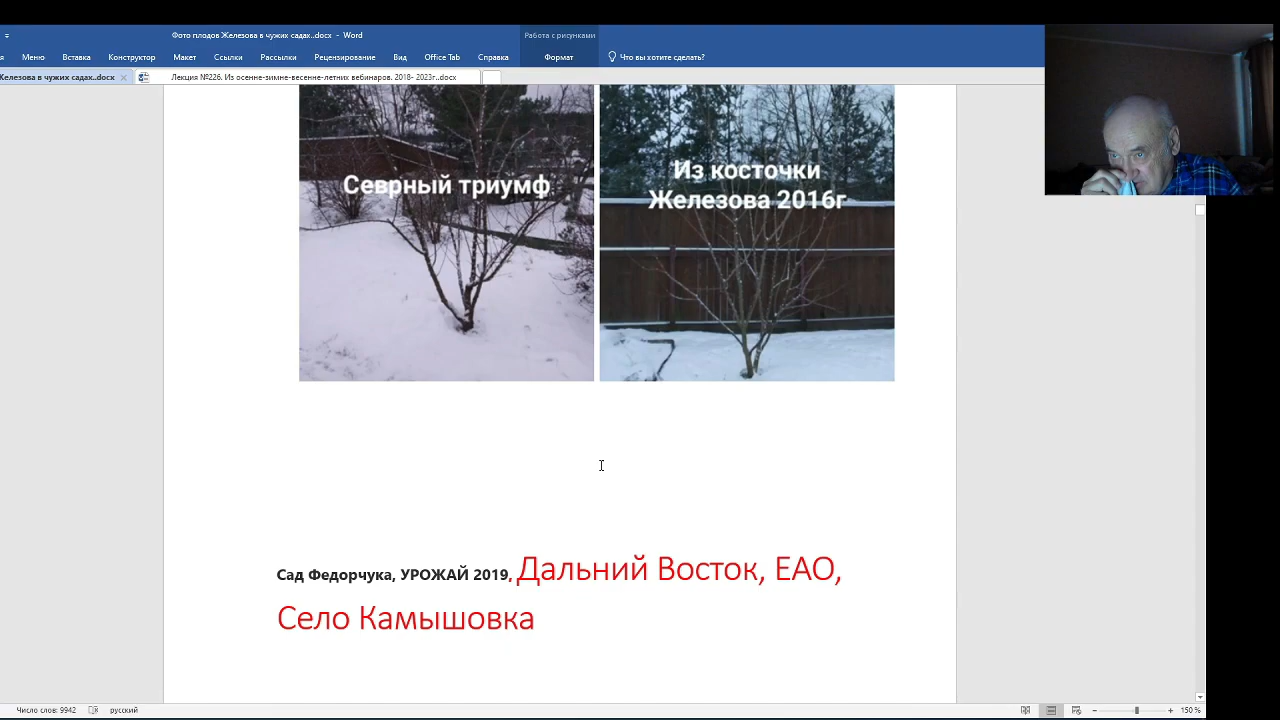 Фото плодов Железова в чужих садах..docx - Word
Работа с рисунками
я Меню Вставка Конструктор Макет Ссылки Рассылки Рецензирование Вид Office Tab Справка Формат Что вы хотите сделать?
Железова в чужих садах..docx Лекция №226. Из осенне-зимне-весенне-летних вебинаров. 2018- 2023г..docx
Севрный триумф
Из косточки
Железова 2016г
Сад Федорчука, УРОЖАЙ 2019, Дальний Восток, ЕАО,
Село Камышовка
Число слов: 9942 русский 150 %